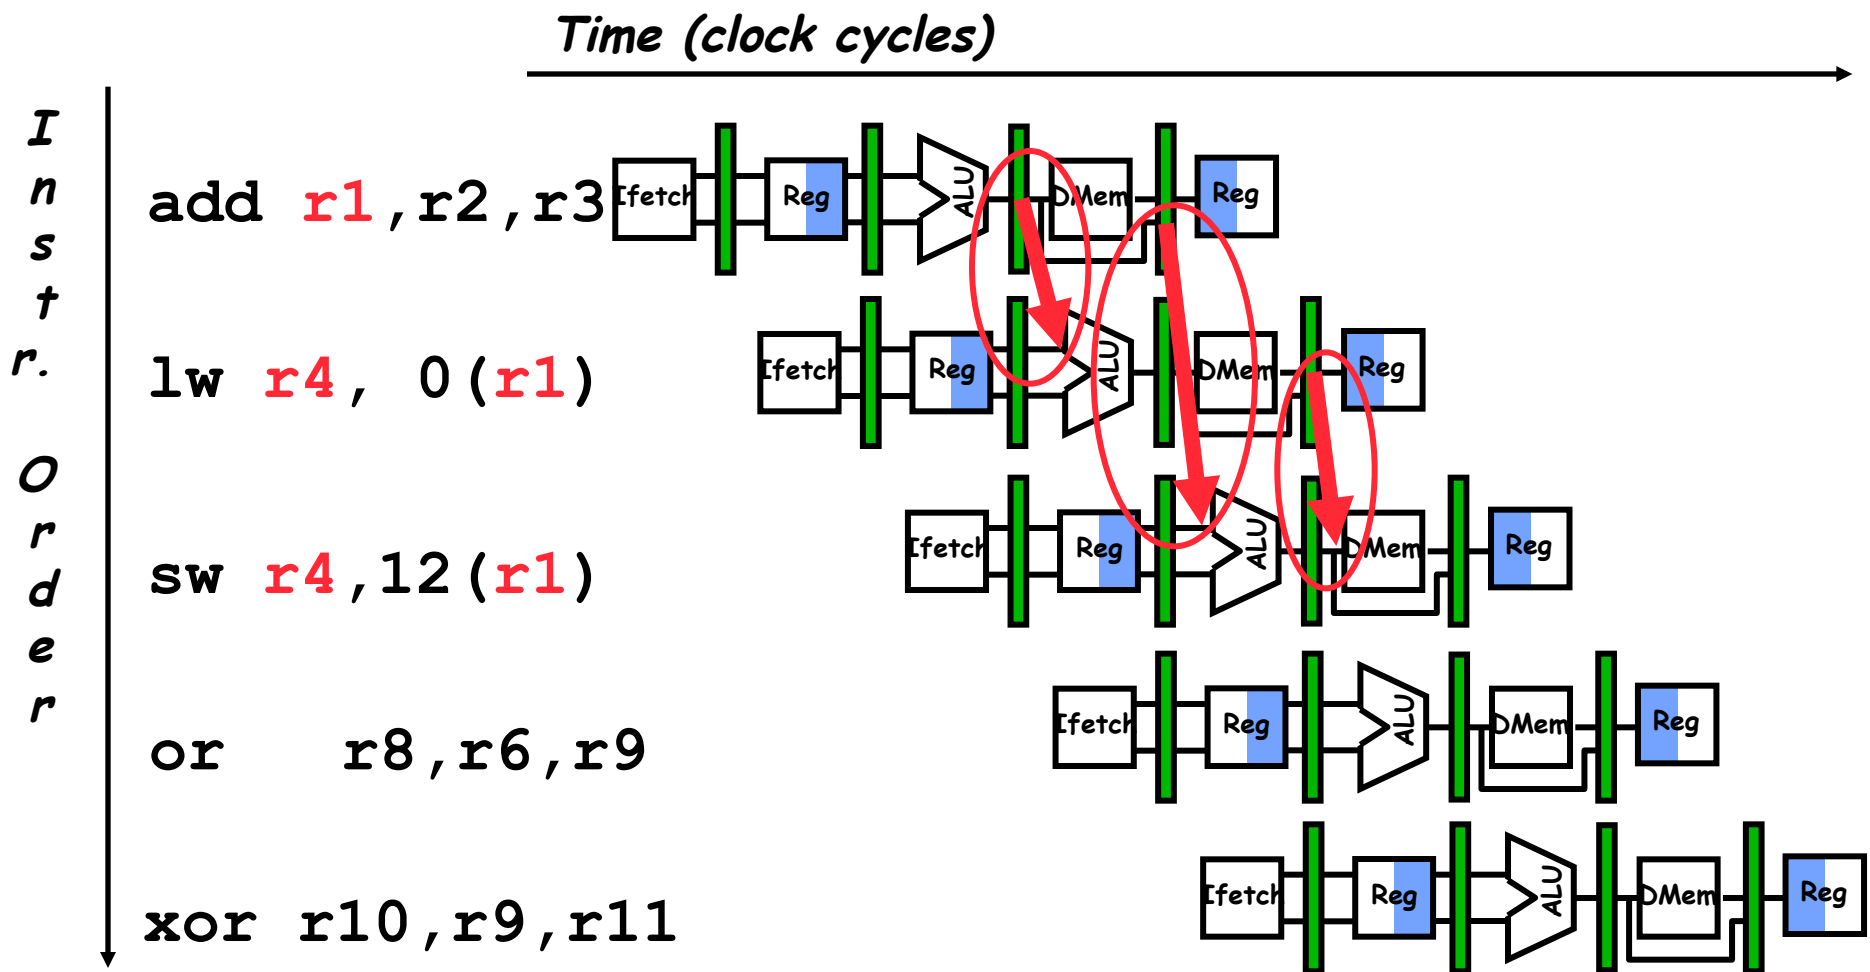 Time (clock cycles)
Instr. Order
add r1,r2,r3 Ifetch Reg ALU DMem Reg
lw r4, 0(r1) Ifetch Reg ALU DMem Reg
sw r4,12(r1) Ifetch Reg ALU DMem Reg
or r8,r6,r9 Ifetch Reg ALU DMem Reg
xor r10,r9,r11 Ifetch Reg ALU DMem Reg